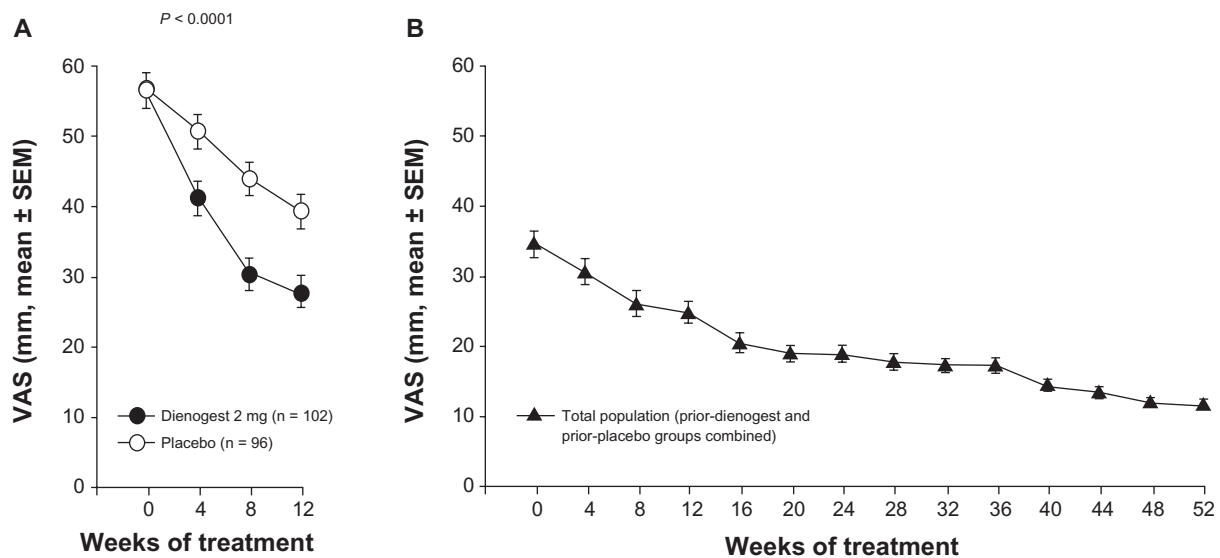 P < 0.0001
A
VAS (mm, mean ± SEM)
60
50
40
30
20
10
0
Dienogest 2 mg (n = 102)
Placebo (n = 96)
0 4 8 12
Weeks of treatment
B
VAS (mm, mean ± SEM)
60
50
40
30
20
10
0
Total population (prior-dienogest and
prior-placebo groups combined)
0 4 8 12 16 20 24 28 32 36 40 44 48 52
Weeks of treatment